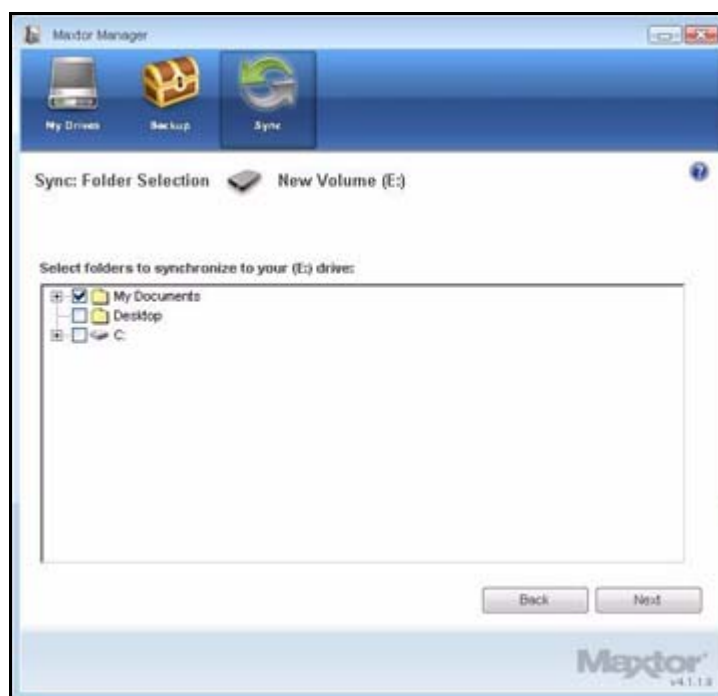 Maxtor Manager
My Drives
Backup
Sync
Sync: Folder Selection
New Volume (E:)
Select folders to synchronize to your (E:) drive:
My Documents
Desktop
C:
Back
Next
Maxtor